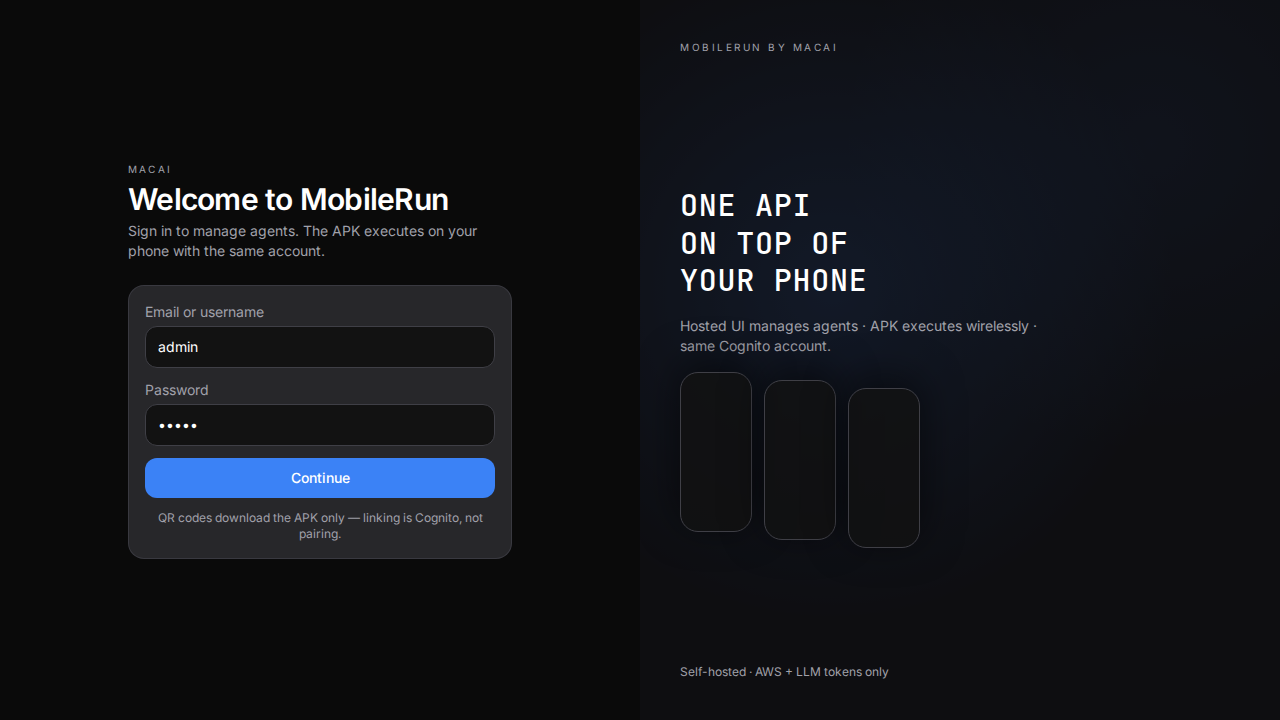 MACAI
Welcome to MobileRun
Sign in to manage agents. The APK executes on your
phone with the same account.
Email or username
admin
Password
•••••
Continue
QR codes download the APK only — linking is Cognito, not
pairing.
MOBILERUN BY MACAI
ONE API
ON TOP OF
YOUR PHONE
Hosted UI manages agents · APK executes wirelessly ·
same Cognito account.
Self-hosted · AWS + LLM tokens only